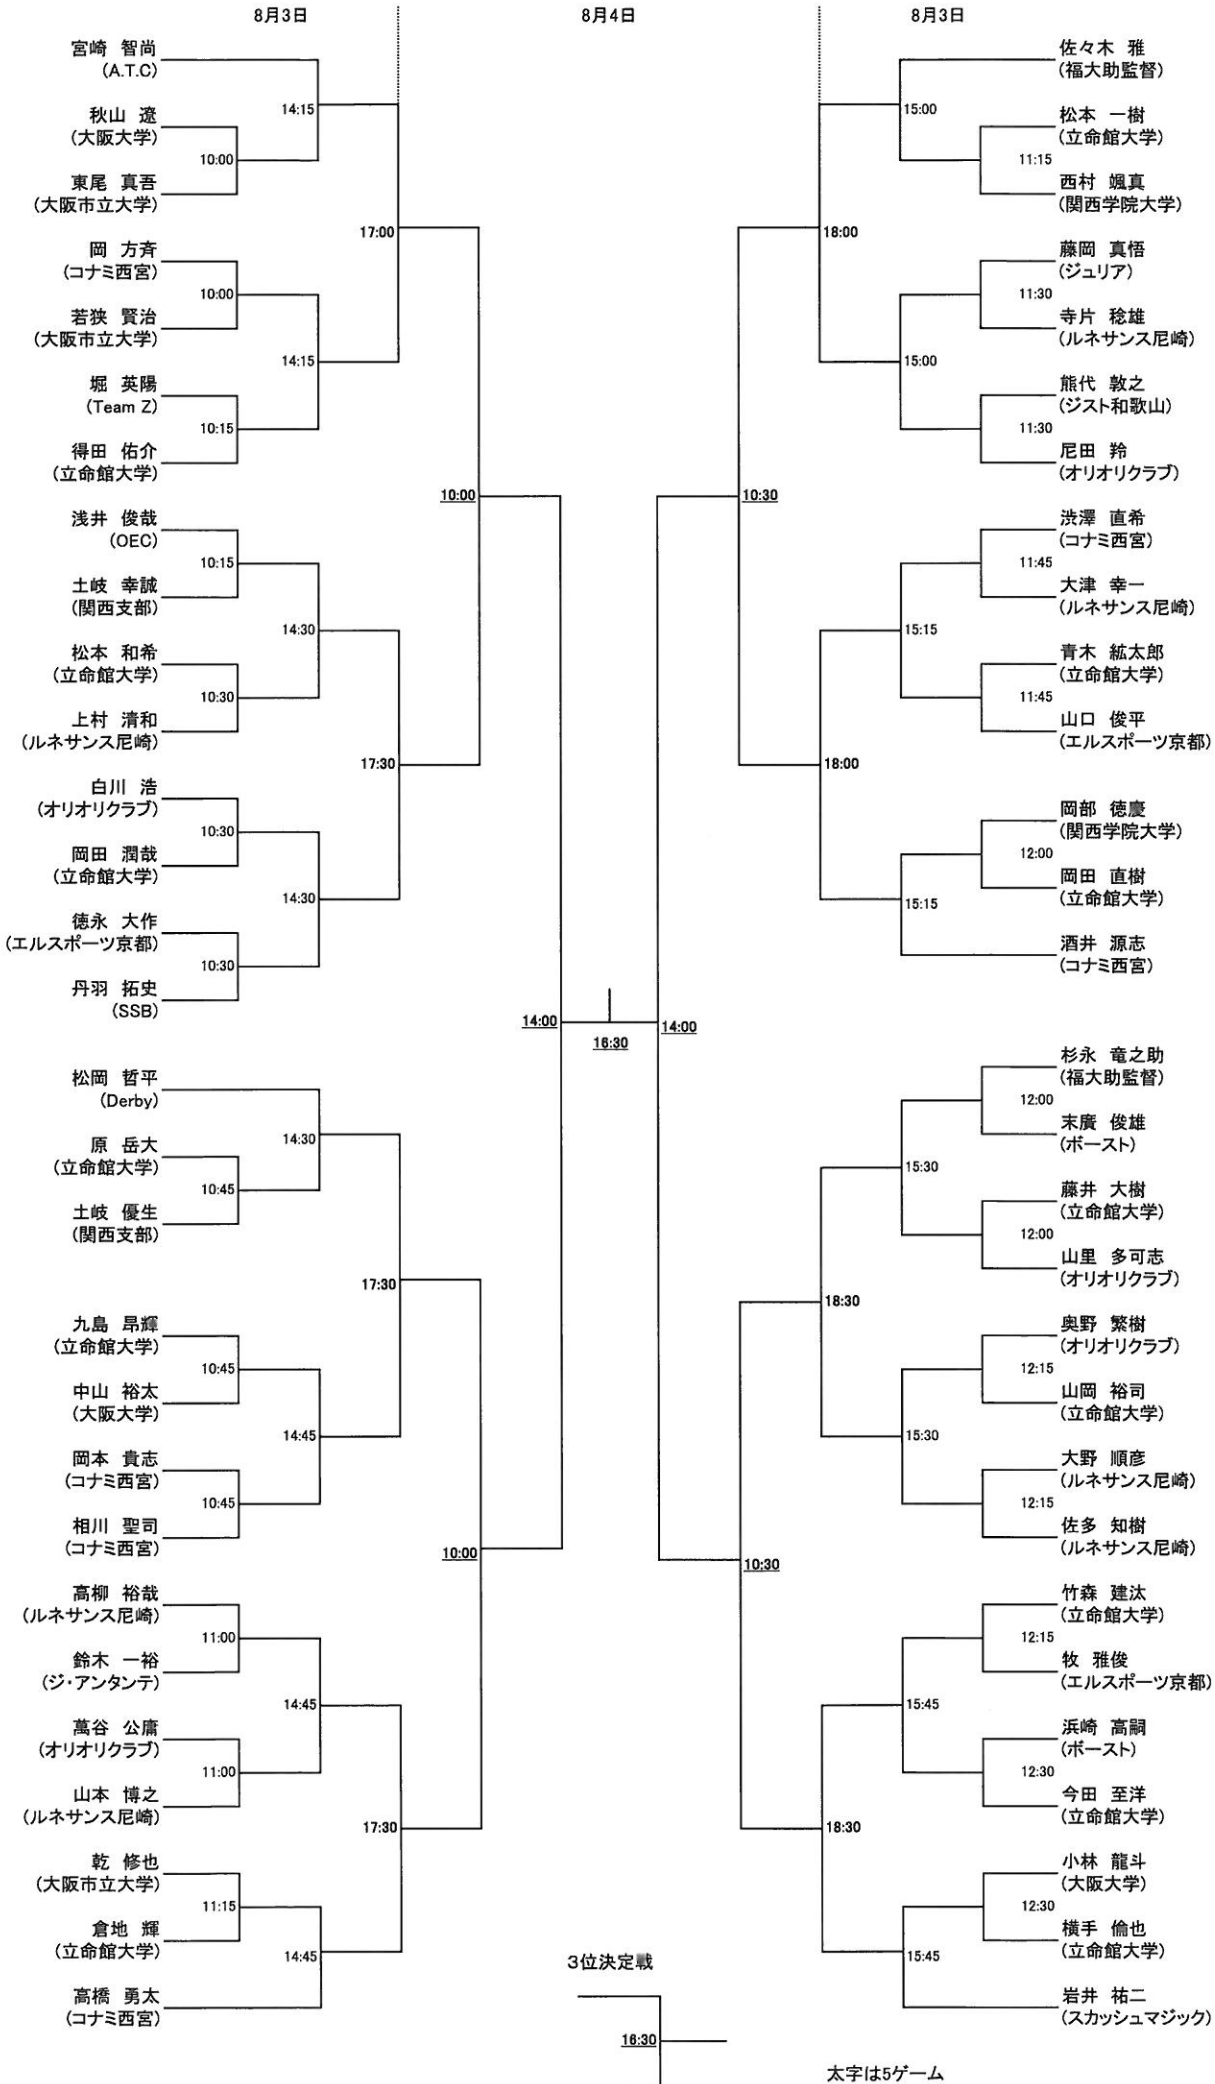 8月3日
8月4日
8月3日
宮崎 智尚
(A.T.C)
14:15
秋山 遼
(大阪大学)
10:00
東尾 真吾
(大阪市立大学)
17:00
岡 方斉
(コナミ西宮)
10:00
若狭 賢治
(大阪市立大学)
14:15
堀 英陽
(Team Z)
10:15
得田 佑介
(立命館大学)
10:00
浅井 俊哉
(OEC)
10:15
土岐 幸誠
(関西支部)
14:30
松本 和希
(立命館大学)
10:30
上村 清和
(ルネサンス尼崎)
17:30
白川 浩
(オリオリクラブ)
10:30
岡田 潤哉
(立命館大学)
14:30
徳永 大作
(エルスポーツ京都)
10:30
丹羽 拓史
(SSB)
14:00
16:30
14:00
松岡 哲平
(Derby)
14:30
原 岳大
(立命館大学)
10:45
土岐 優生
(関西支部)
17:30
九島 昂輝
(立命館大学)
10:45
中山 裕太
(大阪大学)
14:45
岡本 貴志
(コナミ西宮)
10:45
相川 聖司
(コナミ西宮)
10:00
高柳 裕哉
(ルネサンス尼崎)
11:00
鈴木 一裕
(ジ・アンタンテ)
14:45
萬谷 公庸
(オリオリクラブ)
11:00
山本 博之
(ルネサンス尼崎)
17:30
乾 修也
(大阪市立大学)
11:15
倉地 輝
(立命館大学)
14:45
高橋 勇太
(コナミ西宮)
佐々木 雅
(福大助監督)
15:00
松本 一樹
(立命館大学)
11:15
西村 颯真
(関西学院大学)
18:00
藤岡 真悟
(ジュリア)
11:30
寺片 稔雄
(ルネサンス尼崎)
15:00
熊代 敦之
(ジスト和歌山)
11:30
尼田 羚
(オリオリクラブ)
10:30
渋澤 直希
(コナミ西宮)
11:45
大津 幸一
(ルネサンス尼崎)
15:15
青木 紘太郎
(立命館大学)
11:45
山口 俊平
(エルスポーツ京都)
18:00
岡部 徳慶
(関西学院大学)
12:00
岡田 直樹
(立命館大学)
15:15
酒井 源志
(コナミ西宮)
杉永 竜之助
(福大助監督)
12:00
末廣 俊雄
(ボースト)
15:30
藤井 大樹
(立命館大学)
12:00
山里 多可志
(オリオリクラブ)
18:30
奥野 繁樹
(オリオリクラブ)
12:15
山岡 裕司
(立命館大学)
15:30
大野 順彦
(ルネサンス尼崎)
12:15
佐多 知樹
(ルネサンス尼崎)
10:30
竹森 建汰
(立命館大学)
12:15
牧 雅俊
(エルスポーツ京都)
15:45
浜崎 高嗣
(ボースト)
12:30
今田 至洋
(立命館大学)
18:30
小林 龍斗
(大阪大学)
12:30
横手 倫也
(立命館大学)
15:45
岩井 祐二
(スカッシュマジック)
3位決定戦
16:30
太字は5ゲーム